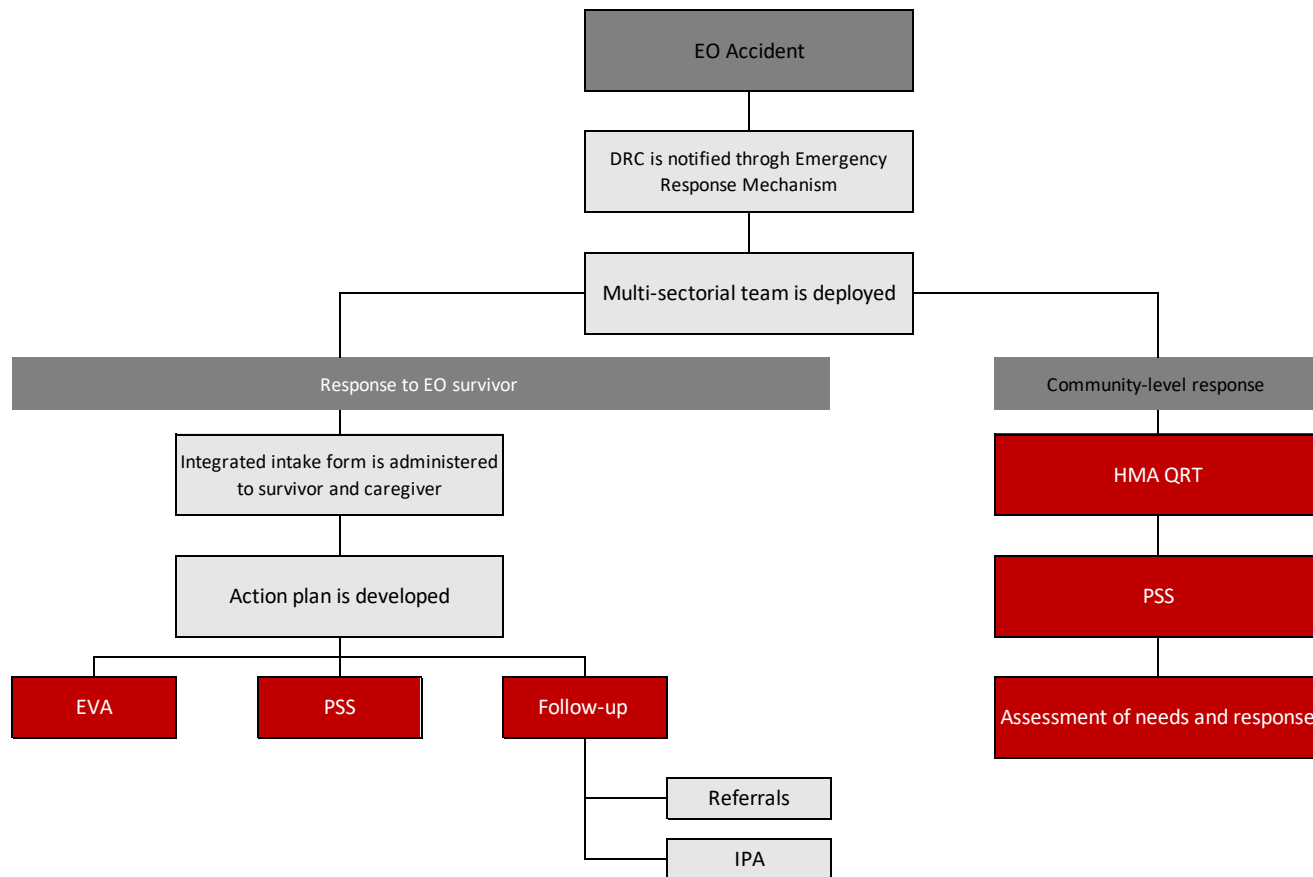 EO Accident
DRC is notified throgh Emergency
Response Mechanism
Multi-sectorial team is deployed
Response to EO survivor
Community-level response
Integrated intake form is administered
to survivor and caregiver
HMA QRT
Action plan is developed
PSS
EVA
PSS
Follow-up
Assessment of needs and response
Referrals
IPA